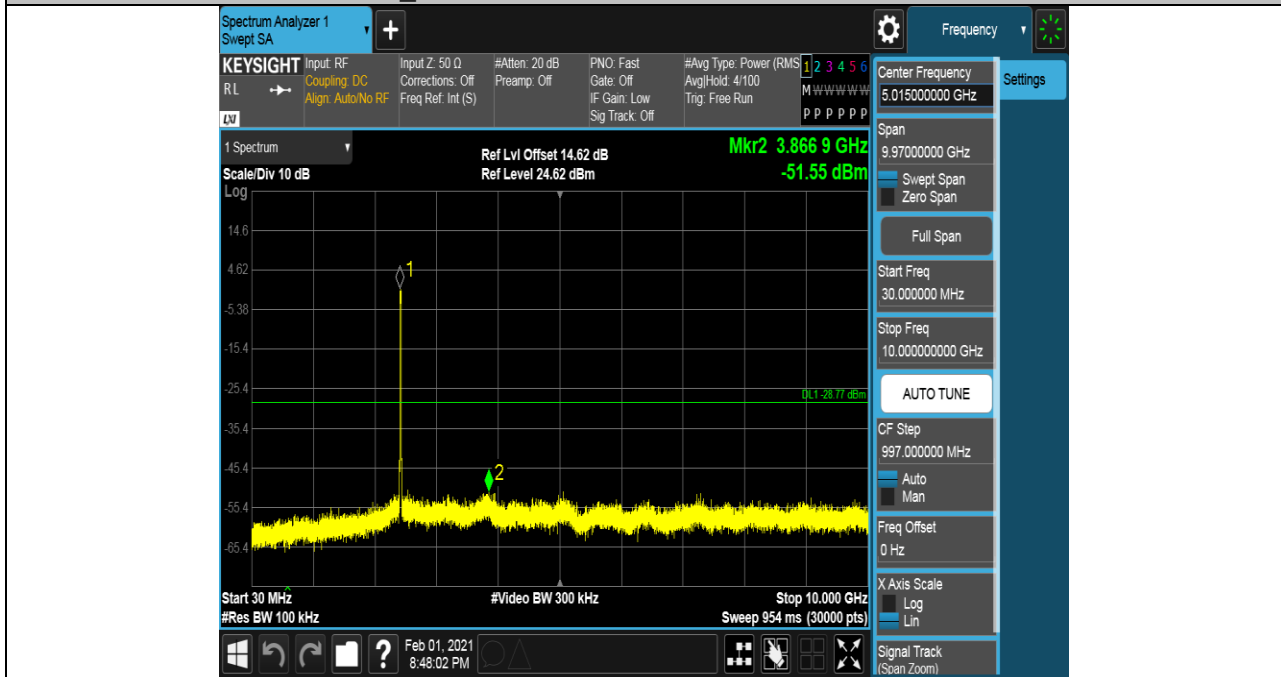 Spectrum Analyzer 1
Swept SA
+
Frequency
KEYSIGHT
RL
LXI
Input: RF
Coupling: DC
Align: Auto/No RF
Input Z: 50 Ω
Corrections: Off
Freq Ref: Int (S)
#Atten: 20 dB
Preamp: Off
PNO: Fast
Gate: Off
IF Gain: Low
Sig Track: Off
#Avg Type: Power (RMS
Avg|Hold: 4/100
Trig: Free Run
1 2 3 4 5 6
M W W W W W
P P P P P P
1 Spectrum
Scale/Div 10 dB
Log
Ref Lvl Offset 14.62 dB
Ref Level 24.62 dBm
Mkr2 3.866 9 GHz
-51.55 dBm
14.6
4.62
-5.38
-15.4
-25.4
-35.4
-45.4
-55.4
-65.4
1
2
DL1 -28.77 dBm
Start 30 MHz
#Res BW 100 kHz
#Video BW 300 kHz
Stop 10.000 GHz
Sweep 954 ms (30000 pts)
?
Feb 01, 2021
8:48:02 PM
Center Frequency
5.015000000 GHz
Span
9.97000000 GHz
Swept Span
Zero Span
Full Span
Start Freq
30.000000 MHz
Stop Freq
10.000000000 GHz
AUTO TUNE
CF Step
997.000000 MHz
Auto
Man
Freq Offset
0 Hz
X Axis Scale
Log
Lin
Signal Track
(Span Zoom)
Settings